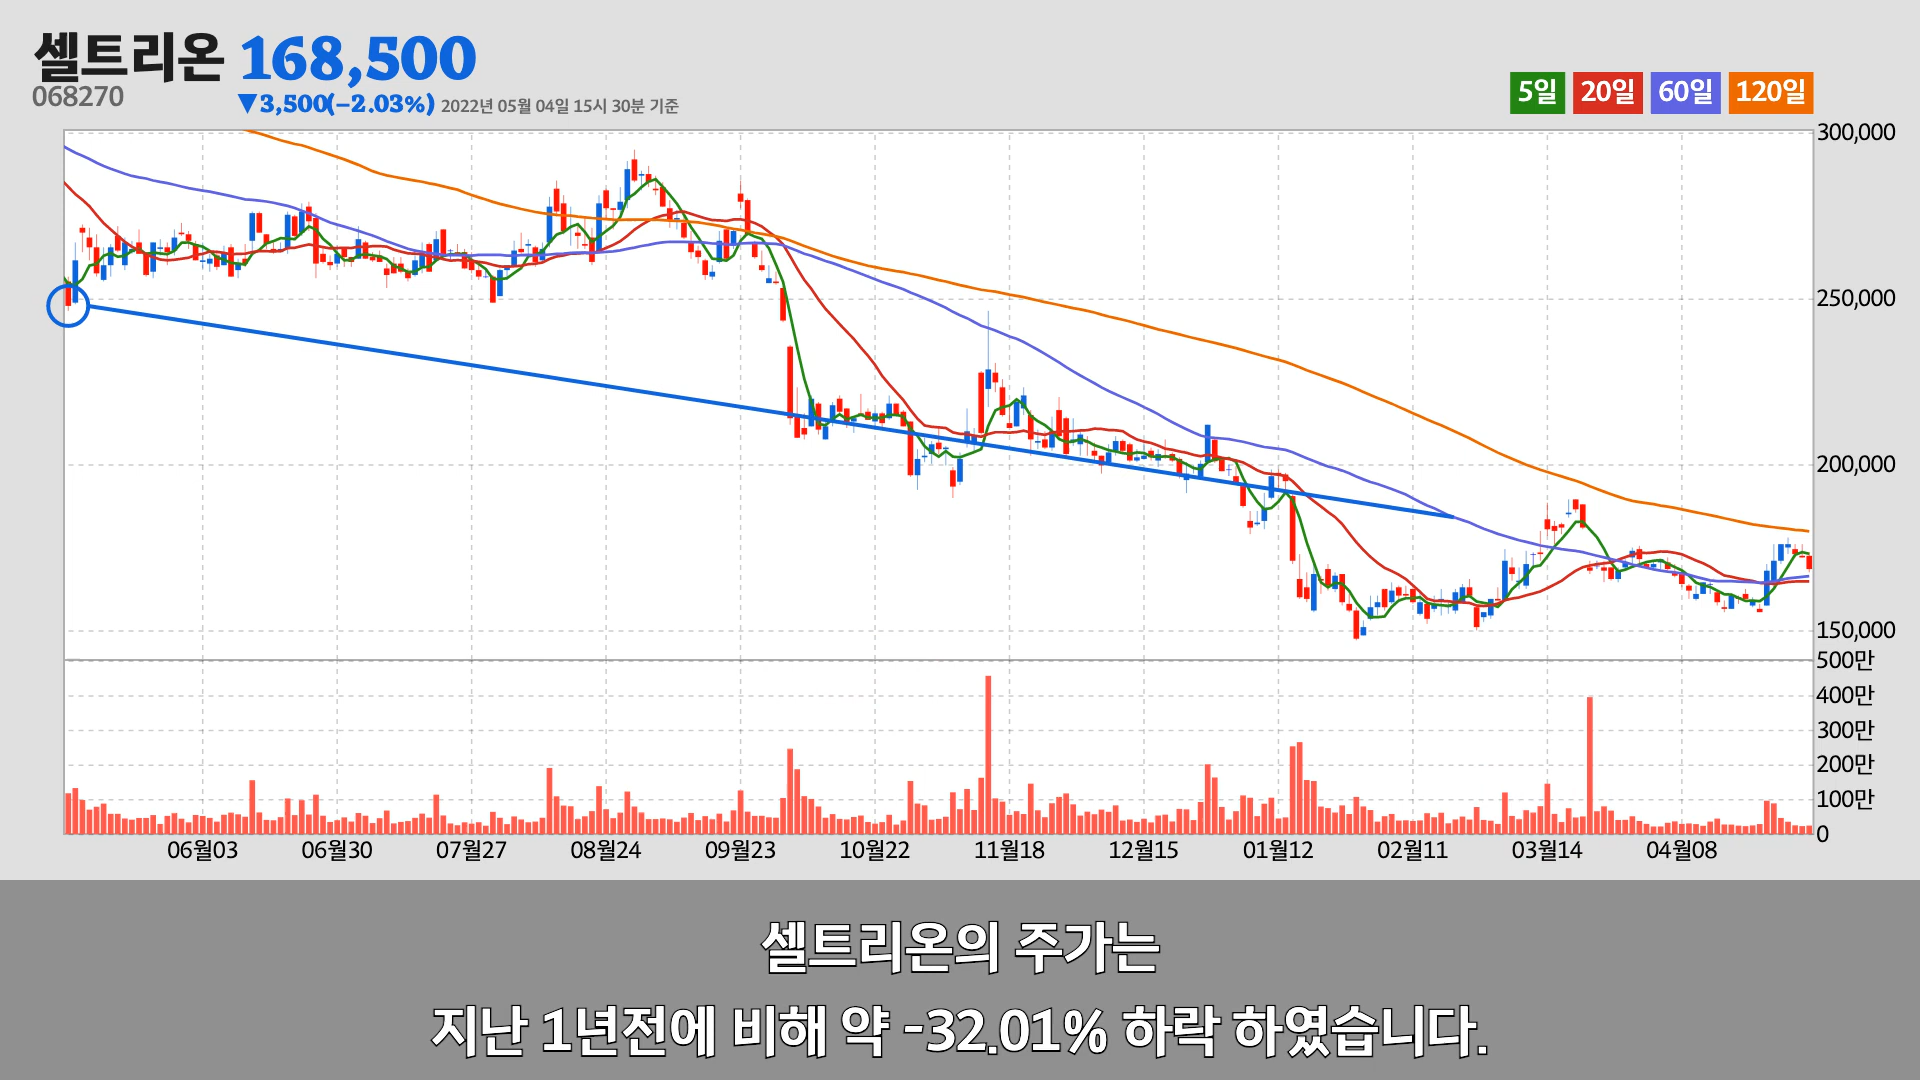 셀트리온 168,500
068270
▼3,500(-2.03%) 2022년 05월 04일 15시 30분 기준
5일 20일 60일 120일
300,000
250,000
200,000
150,000
500만
400만
300만
200만
100만
0
06월03 06월30 07월27 08월24 09월23 10월22 11월18 12월15 01월12 02월11 03월14 04월08
셀트리온의 주가는
지난 1년전에 비해 약 -32.01% 하락 하였습니다.